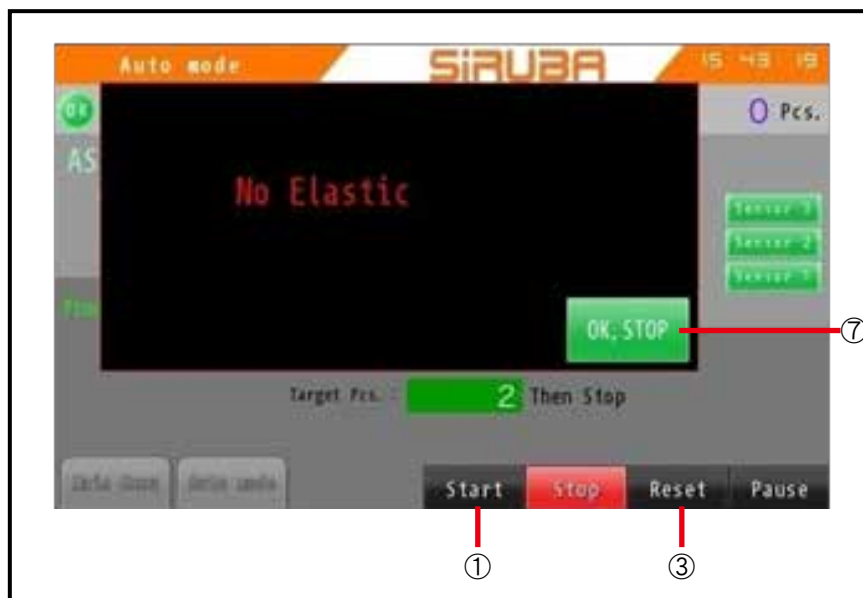 Auto mode
SiRUBA
15 43 19
OK
0 Pcs.
AS
No Elastic
Sensor 3
Sensor 2
Sensor 1
OK,STOP
⑦
Target Pcs. : 2 Then Stop
Start Stop Reset Pause
① ③